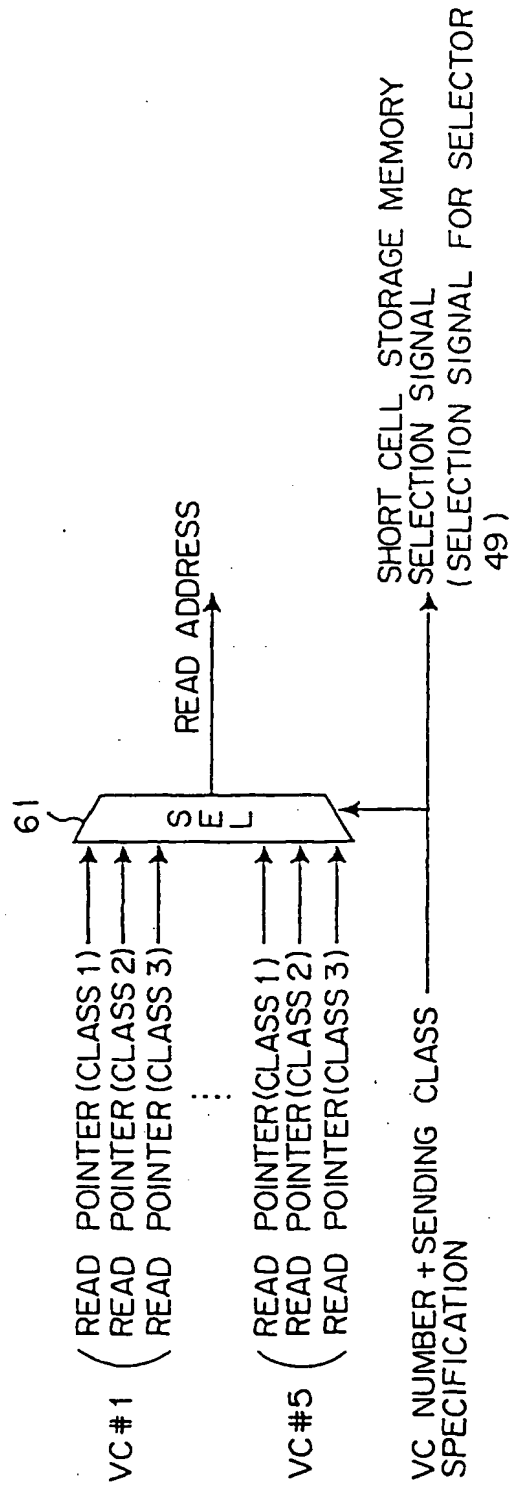 61
VC#1
READ POINTER(CLASS 1)
READ POINTER(CLASS 2)
READ POINTER(CLASS 3)
VC#5
READ POINTER(CLASS 1)
READ POINTER(CLASS 2)
READ POINTER(CLASS 3)
SEL
READ ADDRESS
VC NUMBER + SENDING CLASS
SPECIFICATION
SHORT CELL STORAGE MEMORY
SELECTION SIGNAL
(SELECTION SIGNAL FOR SELECTOR
49)